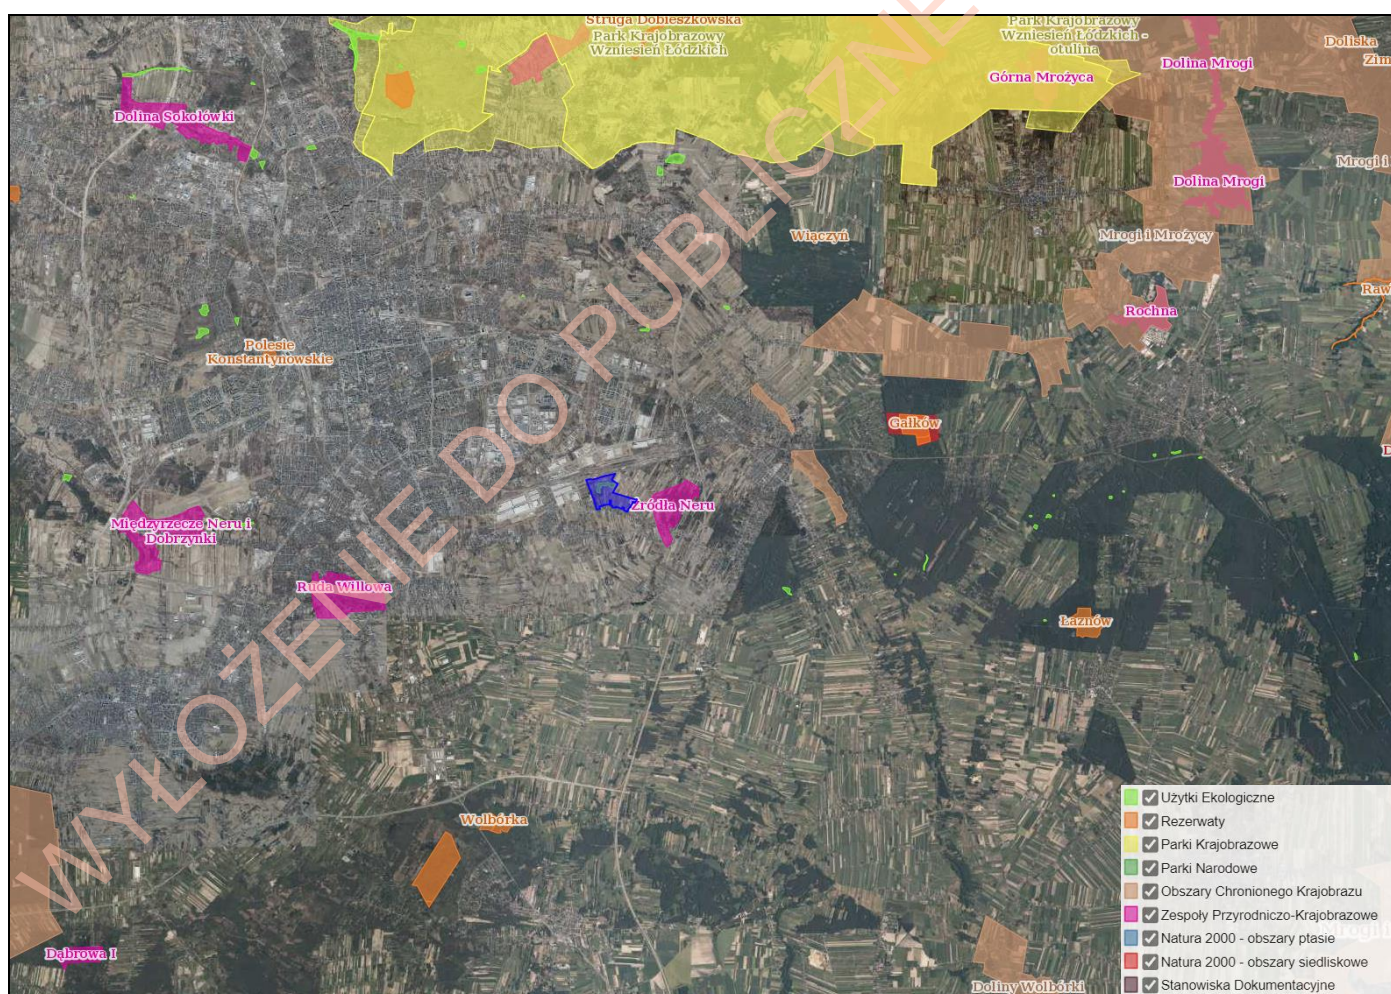 Struga Dobieszkowska
Park Krajobrazowy
Wzniesień Łódzkich
Park Krajobrazowy
Wzniesień Łódzkich -
otulina
Doliska
Zim
Dolina Mrogi
Górna Mrożyca
Dolina Sokołówki
Mrogi i
Dolina Mrogi
Wiączyń
Mrogi i Mrożycy
Raw
Rochna
Polesie
Konstantynowskie
Gałków
D
Źródła Neru
Międzyrzecze Neru i
Dobrzynki
Ruda Willowa
Łaznów
Wolbórka
Dąbrowa I
Doliny Wolbórki
WYŁOŻENIE DO PUBLICZNE
Użytki Ekologiczne
Rezerwaty
Parki Krajobrazowe
Parki Narodowe
Obszary Chronionego Krajobrazu
Zespoły Przyrodniczo-Krajobrazowe
Natura 2000 - obszary ptasie
Natura 2000 - obszary siedliskowe
Stanowiska Dokumentacyjne